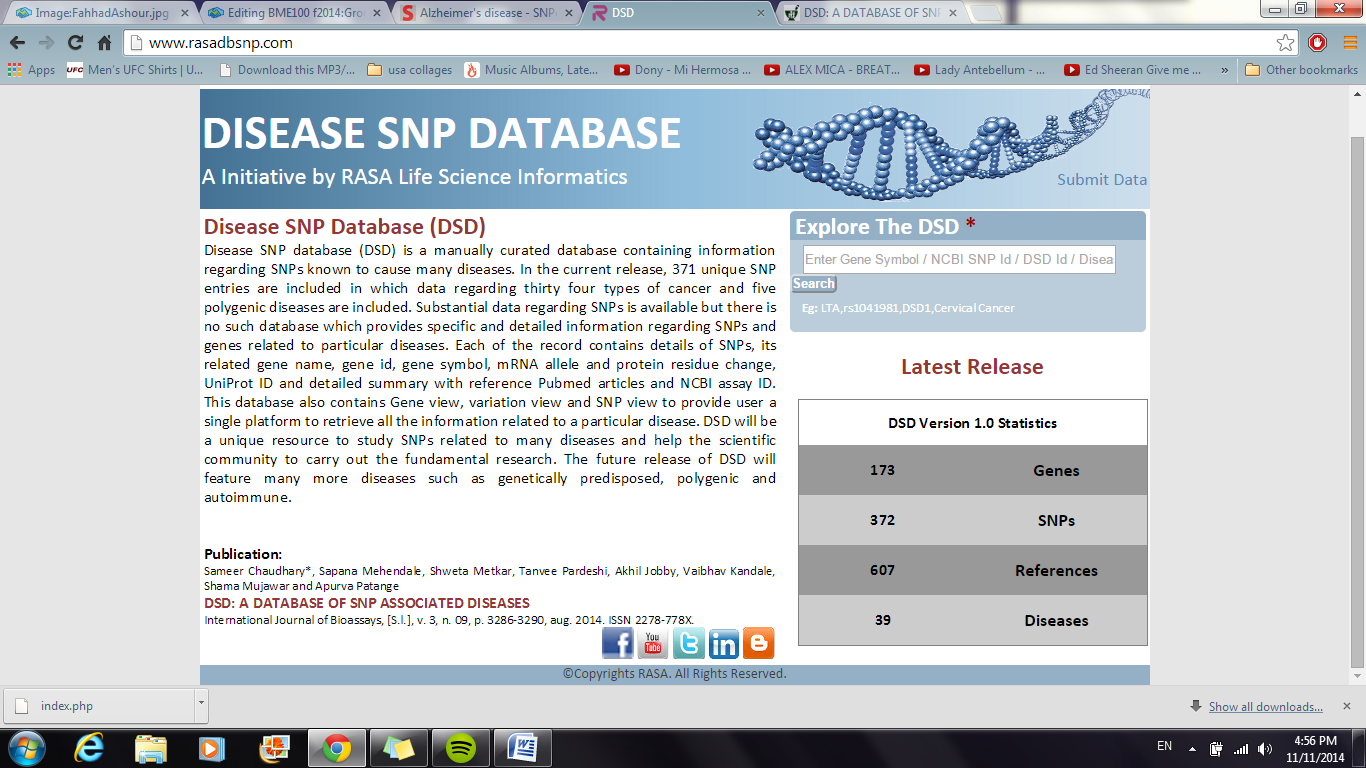 Image:FahhadAshour.jpg
Editing BME100 f2014:Gro
Alzheimer's disease - SNP
DSD
DSD: A DATABASE OF SNI
www.rasadbsnp.com
Apps
UFC Men's UFC Shirts | U...
Download this MP3/...
usa collages
Music Albums, Late...
Dony - Mi Hermosa ...
ALEX MICA - BREAT...
Lady Antebellum - ...
Ed Sheeran Give me ...
»
Other bookmarks
DISEASE SNP DATABASE
A Initiative by RASA Life Science Informatics
Submit Data
Disease SNP Database (DSD)
Disease SNP database (DSD) is a manually curated database containing information
regarding SNPs known to cause many diseases. In the current release, 371 unique SNP
entries are included in which data regarding thirty four types of cancer and five
polygenic diseases are included. Substantial data regarding SNPs is available but there is
no such database which provides specific and detailed information regarding SNPs and
genes related to particular diseases. Each of the record contains details of SNPs, its
related gene name, gene id, gene symbol, mRNA allele and protein residue change,
UniProt ID and detailed summary with reference Pubmed articles and NCBI assay ID.
This database also contains Gene view, variation view and SNP view to provide user a
single platform to retrieve all the information related to a particular disease. DSD will be
a unique resource to study SNPs related to many diseases and help the scientific
community to carry out the fundamental research. The future release of DSD will
feature many more diseases such as genetically predisposed, polygenic and
autoimmune.
Publication:
Sameer Chaudhary*, Sapana Mehendale, Shweta Metkar, Tanvee Pardeshi, Akhil Jobby, Vaibhav Kandale,
Shama Mujawar and Apurva Patange
DSD: A DATABASE OF SNP ASSOCIATED DISEASES
International Journal of Bioassays, [S.l.], v. 3, n. 09, p. 3286-3290, aug. 2014. ISSN 2278-778X.
f
You Tube
t
in
B
Explore The DSD *
Enter Gene Symbol / NCBI SNP Id / DSD Id / Disea
Search
Eg: LTA,rs1041981,DSD1,Cervical Cancer
Latest Release
DSD Version 1.0 Statistics
173 Genes
372 SNPs
607 References
39 Diseases
©Copyrights RASA. All Rights Reserved.
index.php
Show all downloads...
EN
4:56 PM
11/11/2014